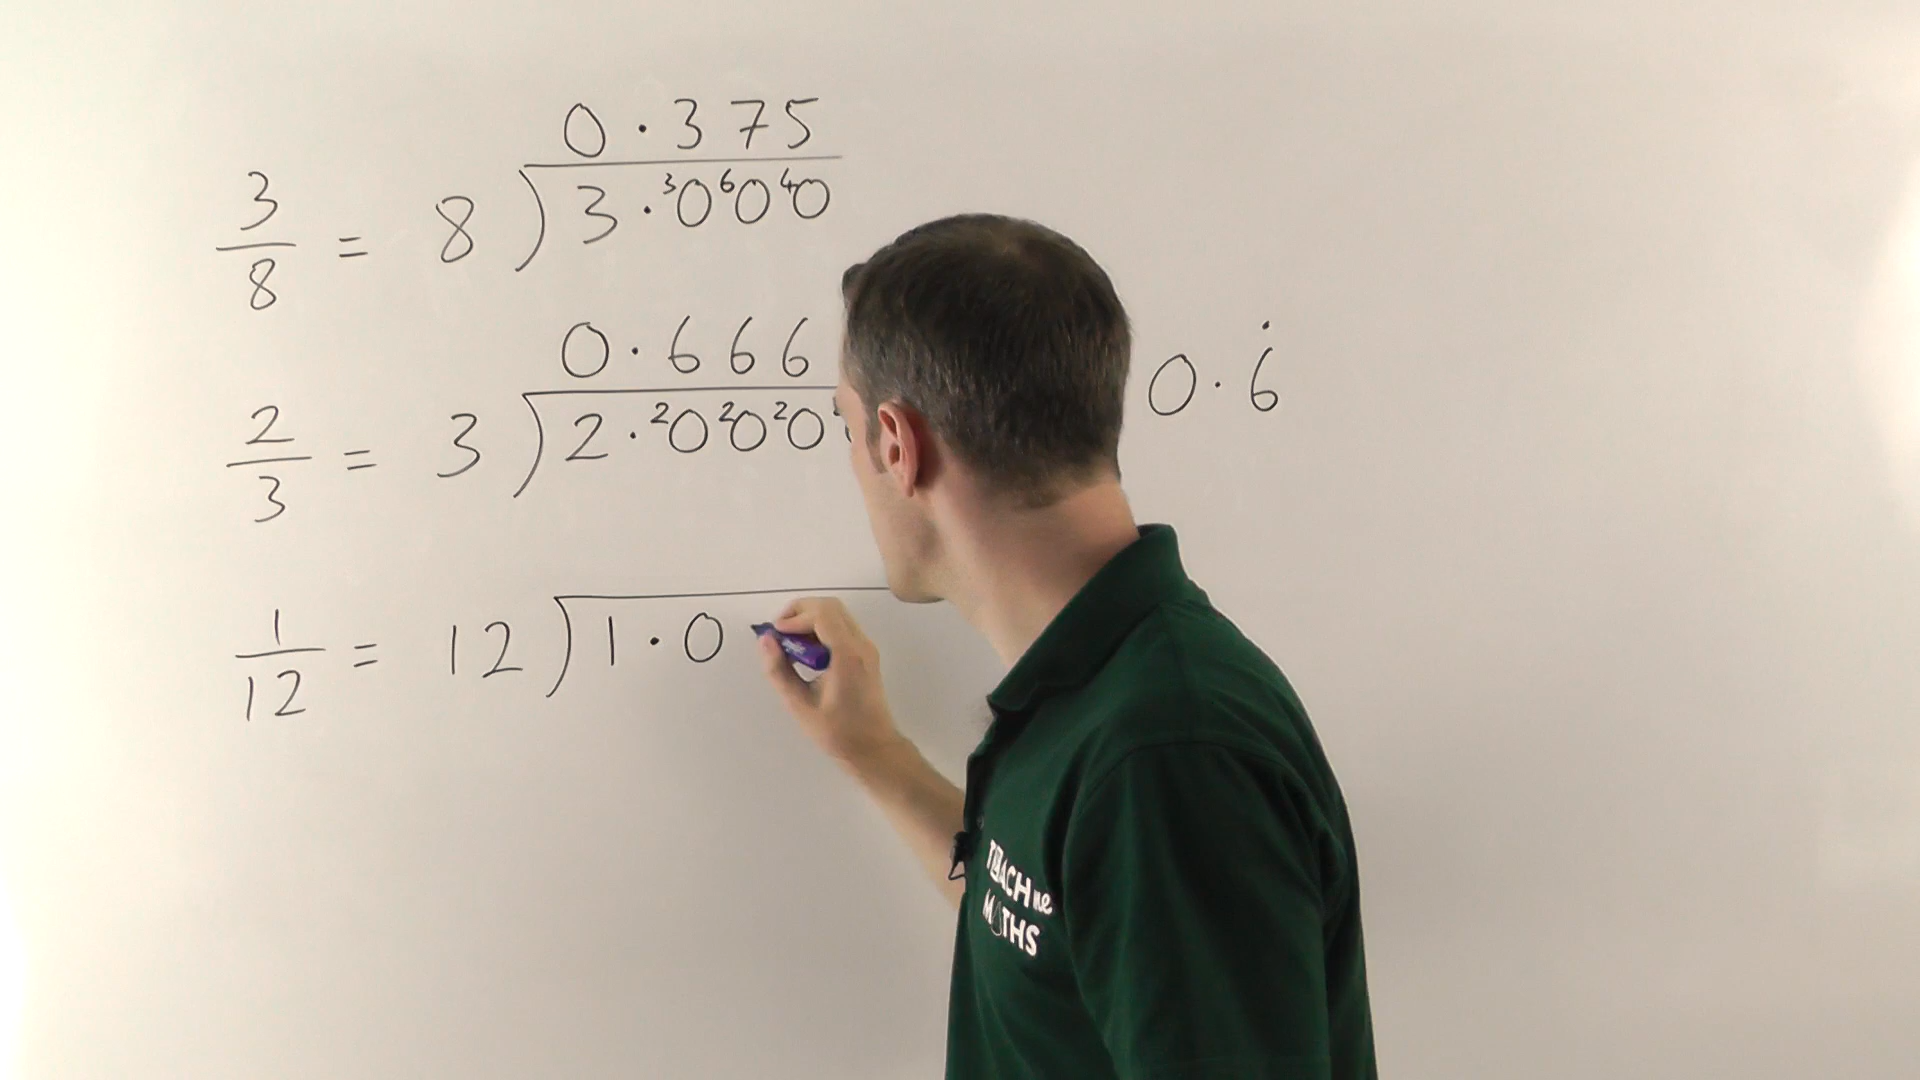 0.375
3/8 = 8)3.³0⁶0⁴0
0.666
2/3 = 3)2.²0²0²0
0.6̇
1/12 = 12)1.0
TEACH me
MATHS